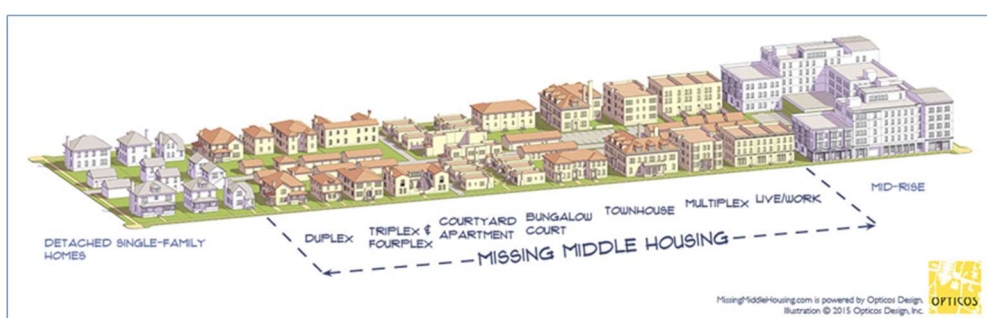 DETACHED SINGLE-FAMILY
HOMES
DUPLEX
TRIPLEX &
FOURPLEX
COURTYARD
APARTMENT
BUNGALOW
COURT
TOWNHOUSE
MULTIPLEX
LIVE/WORK
MID-RISE
MISSING MIDDLE HOUSING
MissingMiddleHousing.com is powered by Opticos Design.
Illustration © 2015 Opticos Design, Inc.
OPTICOS